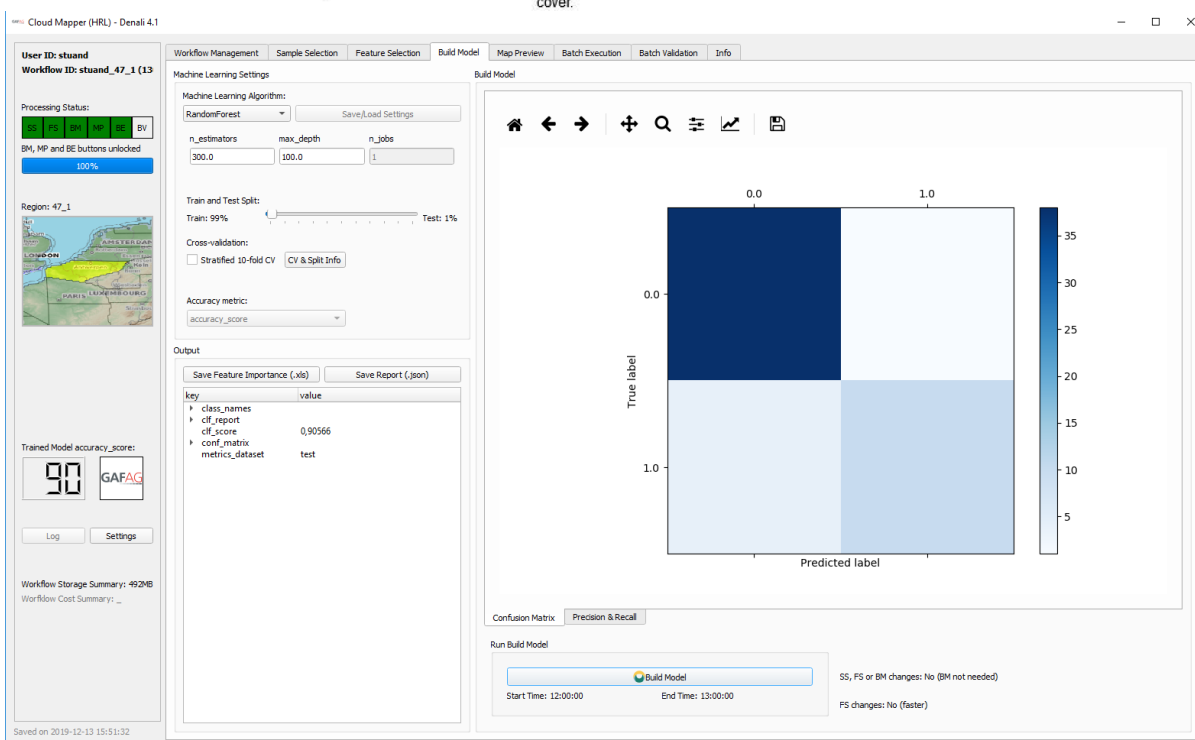 cover.
Cloud Mapper (HRL) - Denali 4.1
User ID: stuand
Workflow ID: stuand_47_1 (13
Processing Status:
SS FS BM MP BE BV
BM, MP and BE buttons unlocked
100%
Region: 47_1
AMSTERDAM
LONDON
PARIS LUXEMBOURG
Trained Model accuracy_score:
90 GAFAG
Log Settings
Workflow Storage Summary: 492MB
Worfklow Cost Summary: _
Saved on 2019-12-13 15:51:32
Workflow Management Sample Selection Feature Selection Build Model Map Preview Batch Execution Batch Validation Info
Machine Learning Settings
Machine Learning Algorithm:
RandomForest Save/Load Settings
n_estimators max_depth n_jobs
300.0 100.0 1
Train and Test Split:
Train: 99% Test: 1%
Cross-validation:
Stratified 10-fold CV CV & Split Info
Accuracy metric:
accuracy_score
Output
Save Feature Importance (.xls) Save Report (.json)
key value
class_names
clf_report
clf_score 0,90566
conf_matrix
metrics_dataset test
Build Model
0.0 1.0
0.0
1.0
True label
Predicted label
35
30
25
20
15
10
5
Confusion Matrix Precision & Recall
Run Build Model
Build Model
Start Time: 12:00:00 End Time: 13:00:00
SS, FS or BM changes: No (BM not needed)
FS changes: No (faster)